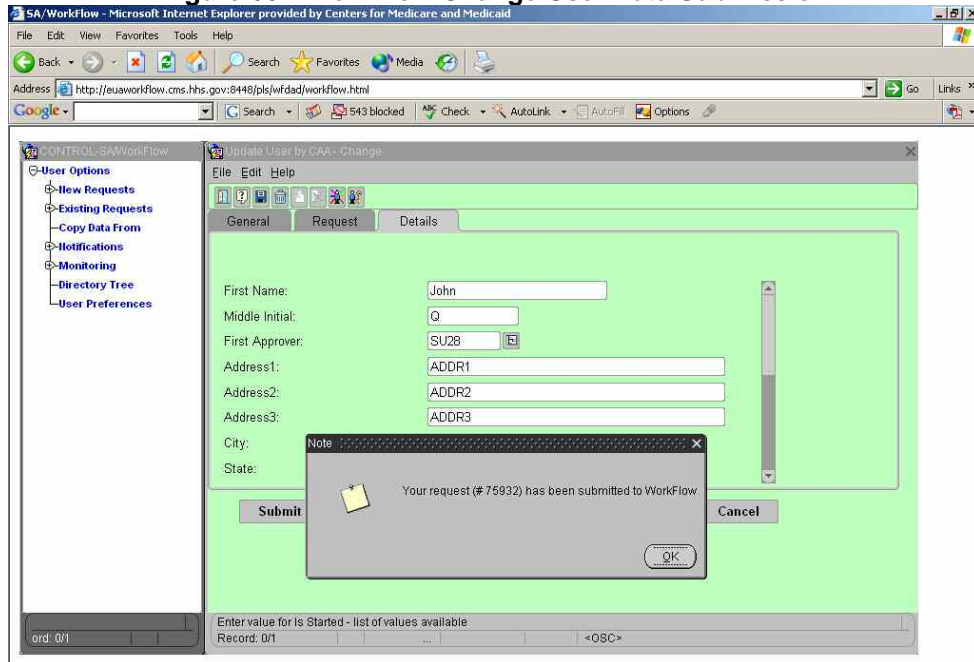 SA/WorkFlow - Microsoft Internet Explorer provided by Centers for Medicare and Medicaid
File Edit View Favorites Tools Help
Back Search Favorites Media
Address http://euaworkflow.cms.hhs.gov:8448/pls/wfdad/workflow.html Go Links »
Google Search 543 blocked ABC Check AutoLink AutoFill Options
CONTROL-SA/WorkFlow
User Options
New Requests
Existing Requests
Copy Data From
Notifications
Monitoring
Directory Tree
User Preferences
Update User by CAA - Change
File Edit Help
General Request Details
First Name: John
Middle Initial: Q
First Approver: SU28
Address1: ADDR1
Address2: ADDR2
Address3: ADDR3
City:
State:
Note
Your request (# 75932) has been submitted to WorkFlow
OK
Submit Cancel
Enter value for Is Started - list of values available
ord: 0/1 Record: 0/1 ... <OSC>